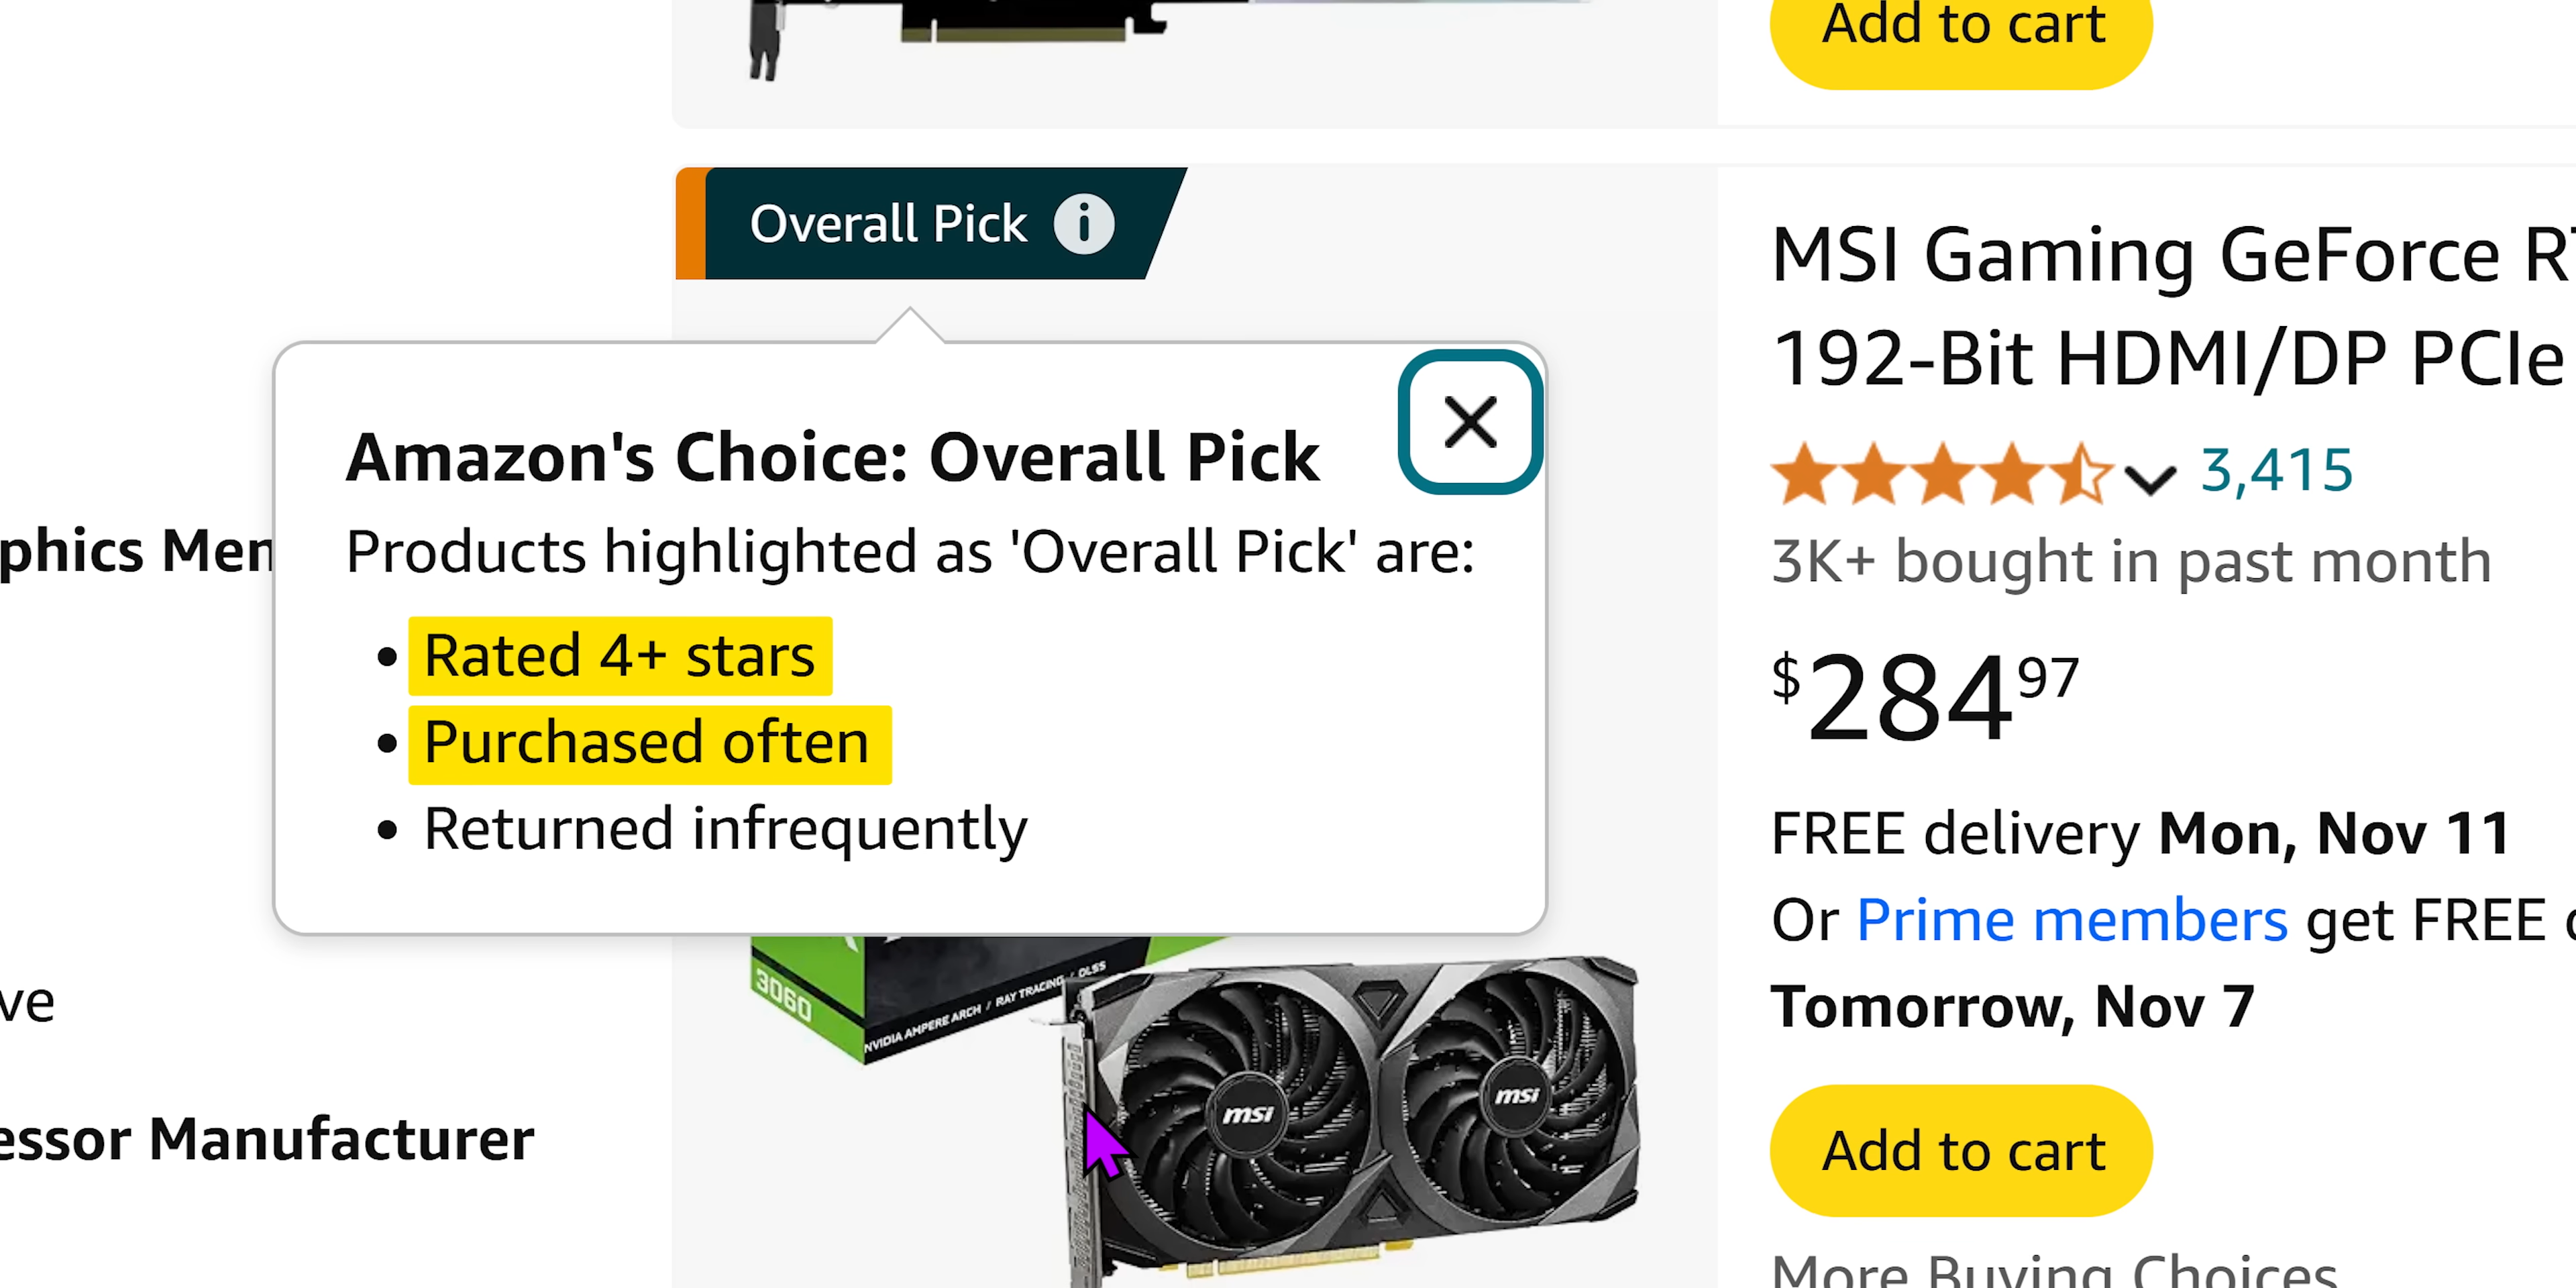 Add to cart
Overall Pick i
MSI Gaming GeForce
192-Bit HDMI/DP PCIe
3,415
3K+ bought in past month
$284 97
FREE delivery Mon, Nov 11
Or Prime members get FREE
Tomorrow, Nov 7
Add to cart
More Buying Choices
Amazon's Choice: Overall Pick
Products highlighted as 'Overall Pick' are:
• Rated 4+ stars
• Purchased often
• Returned infrequently
phics Men
ve
essor Manufacturer
3060
NVIDIA AMPERE ARCH / RAY TRACING / DLSS
msi
msi